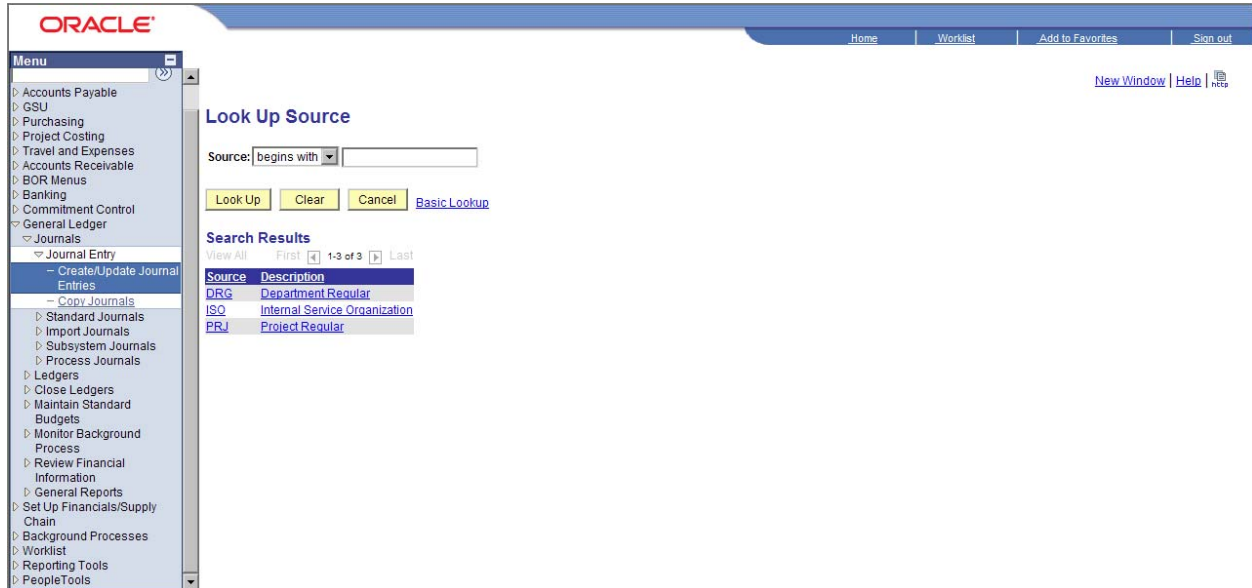 ORACLE
Home
Worklist
Add to Favorites
Sign out
Menu
New Window | Help | http
Accounts Payable
GSU
Purchasing
Project Costing
Travel and Expenses
Accounts Receivable
BOR Menus
Banking
Commitment Control
General Ledger
Journals
Journal Entry
– Create/Update Journal
Entries
– Copy Journals
Standard Journals
Import Journals
Subsystem Journals
Process Journals
Ledgers
Close Ledgers
Maintain Standard
Budgets
Monitor Background
Process
Review Financial
Information
General Reports
Set Up Financials/Supply
Chain
Background Processes
Worklist
Reporting Tools
PeopleTools
Look Up Source
Source: begins with
Look Up Clear Cancel Basic Lookup
Search Results
View All First 1-3 of 3 Last
Source Description
DRG Department Regular
ISO Internal Service Organization
PRJ Project Regular